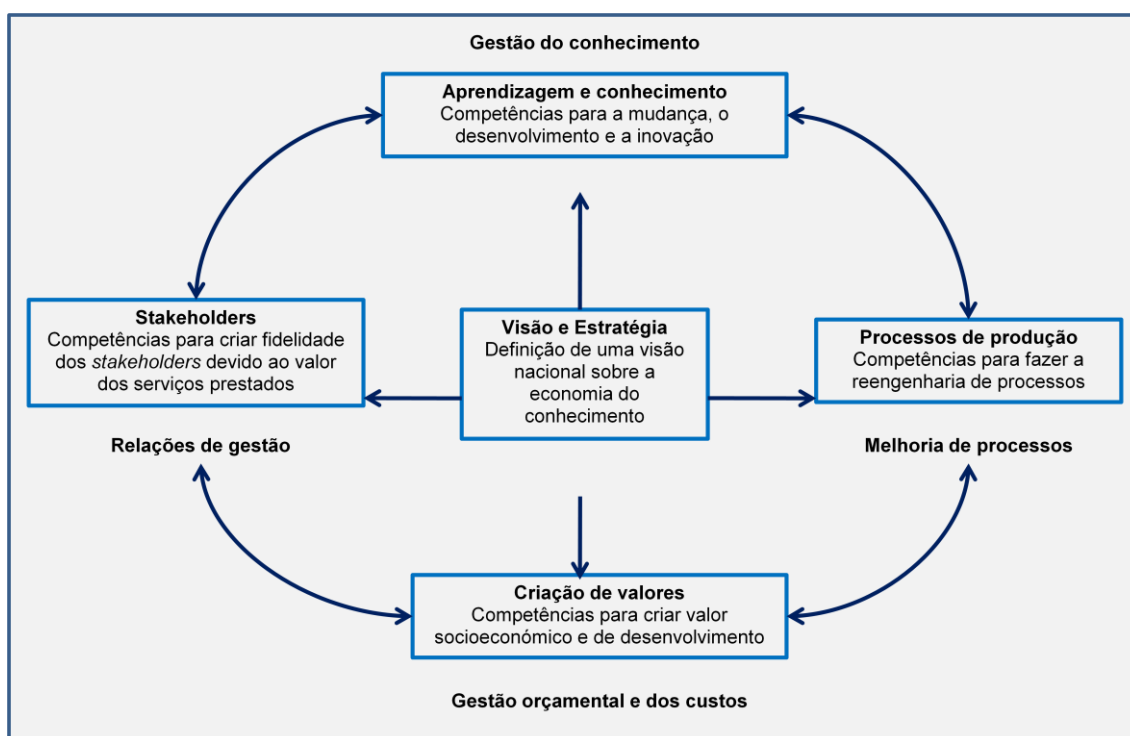 Gestão do conhecimento
Aprendizagem e conhecimento
Competências para a mudança, o
desenvolvimento e a inovação
Stakeholders
Competências para criar fidelidade
dos stakeholders devido ao valor
dos serviços prestados
Visão e Estratégia
Definição de uma visão
nacional sobre a
economia do
conhecimento
Processos de produção
Competências para fazer a
reengenharia de processos
Relações de gestão
Melhoria de processos
Criação de valores
Competências para criar valor
socioeconómico e de desenvolvimento
Gestão orçamental e dos custos